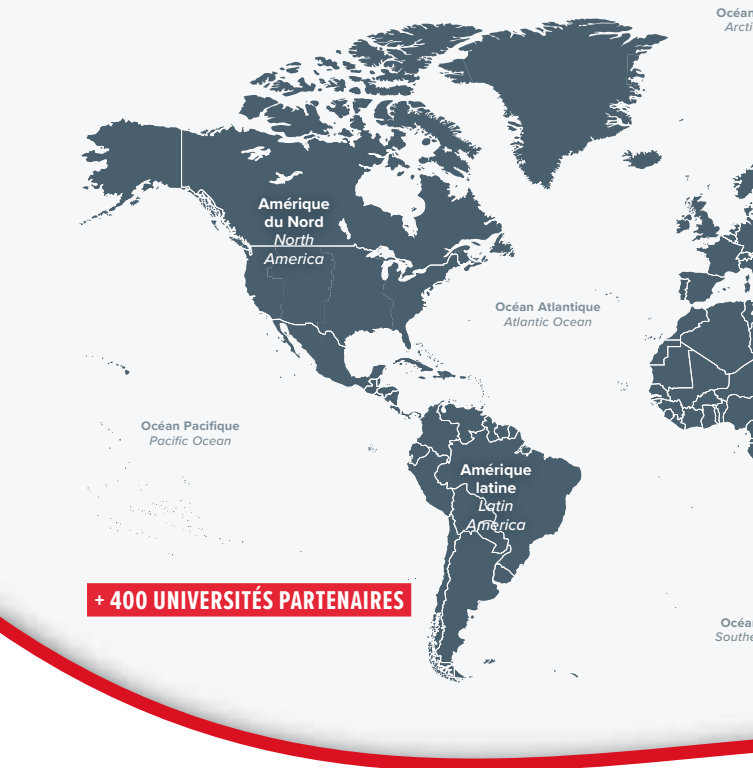 Océan
Arcti
Amérique
du Nord
North
America
Océan Atlantique
Atlantic Ocean
Océan Pacifique
Pacific Ocean
Amérique
latine
Latin
America
+ 400 UNIVERSITÉS PARTENAIRES
Océa
Southe